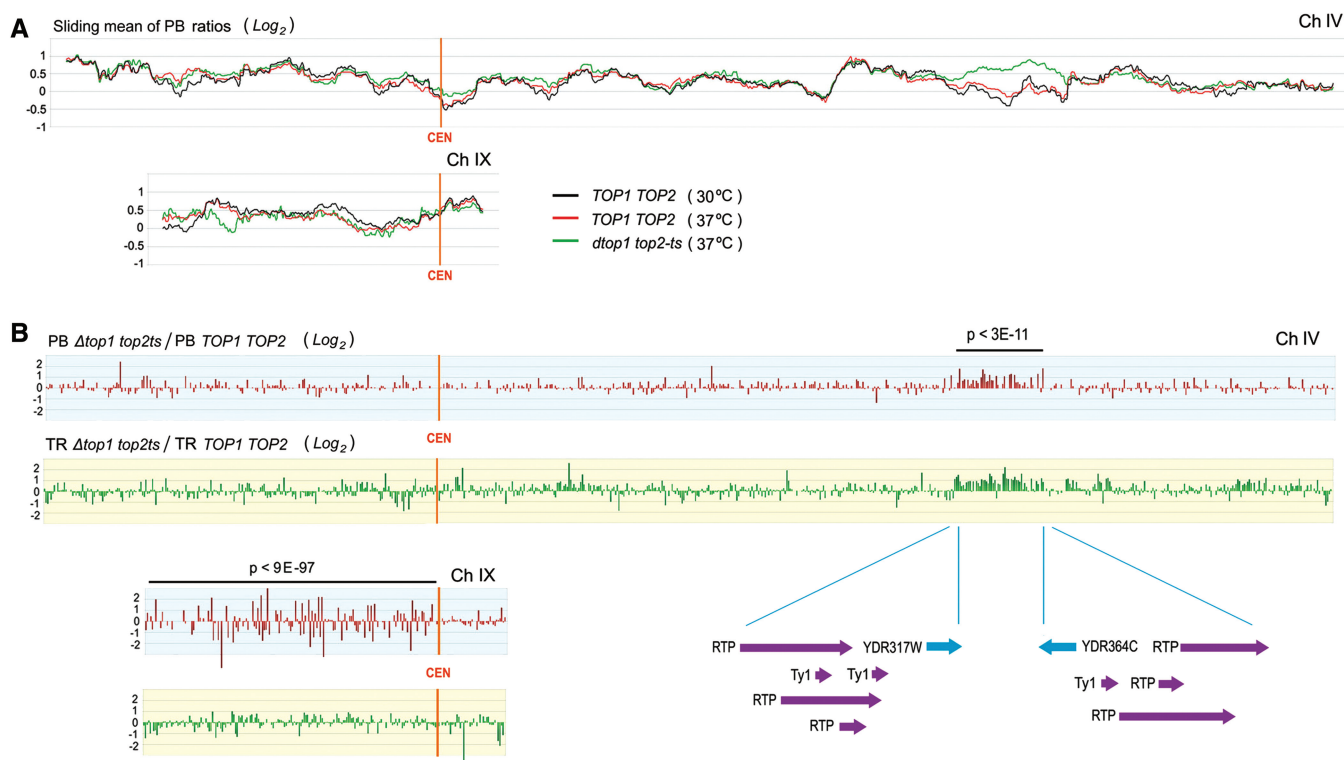 A
Sliding mean of PB ratios (Log2)
Ch IV
1
0.5
0
-0.5
-1
CEN
Ch IX
1
0.5
0
-0.5
-1
CEN
TOP1 TOP2 (30ºC)
TOP1 TOP2 (37ºC)
dtop1 top2-ts (37ºC)
B
PB Δtop1 top2ts / PB TOP1 TOP2 (Log2)
p < 3E-11
Ch IV
2
1
0
-1
-2
CEN
TR Δtop1 top2ts / TR TOP1 TOP2 (Log2)
2
1
0
-1
-2
p < 9E-97
Ch IX
2
1
0
-1
-2
CEN
2
1
0
-1
-2
RTP YDR317W YDR364C RTP
Ty1 Ty1 Ty1 RTP
RTP RTP
RTP